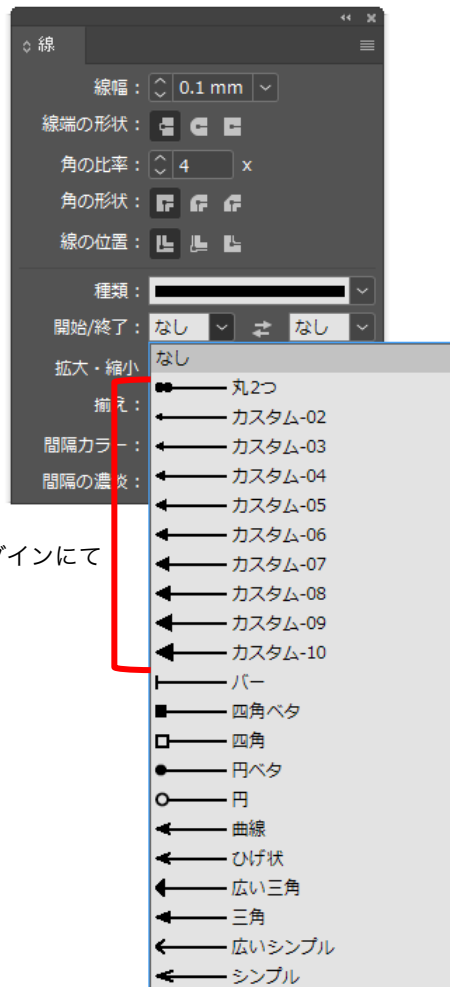 線
線幅： 0.1 mm
線端の形状：
角の比率： 4 x
角の形状：
線の位置：
種類：
開始/終了： なし なし
拡大・縮小
なし
揃え：
丸2つ
カスタム-02
カスタム-03
間隔カラー：
カスタム-04
間隔の濃淡：
カスタム-05
カスタム-06
グインにて
カスタム-07
カスタム-08
カスタム-09
カスタム-10
バー
四角ベタ
四角
円ベタ
円
曲線
ひげ状
広い三角
三角
広いシンプル
シンプル